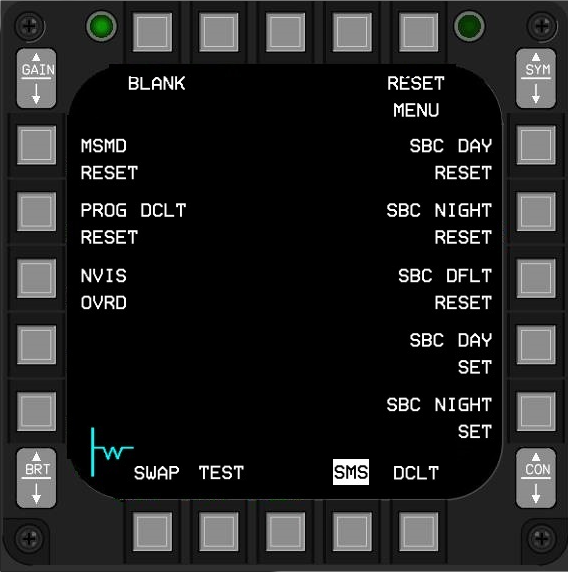 GAIN
SYM
BLANK
RESET
MENU
MSMD
RESET
SBC DAY
RESET
PROG DCLT
RESET
SBC NIGHT
RESET
NVIS
OVRD
SBC DFLT
RESET
SBC DAY
SET
SBC NIGHT
SET
BRT
CON
SWAP
TEST
SMS
DCLT